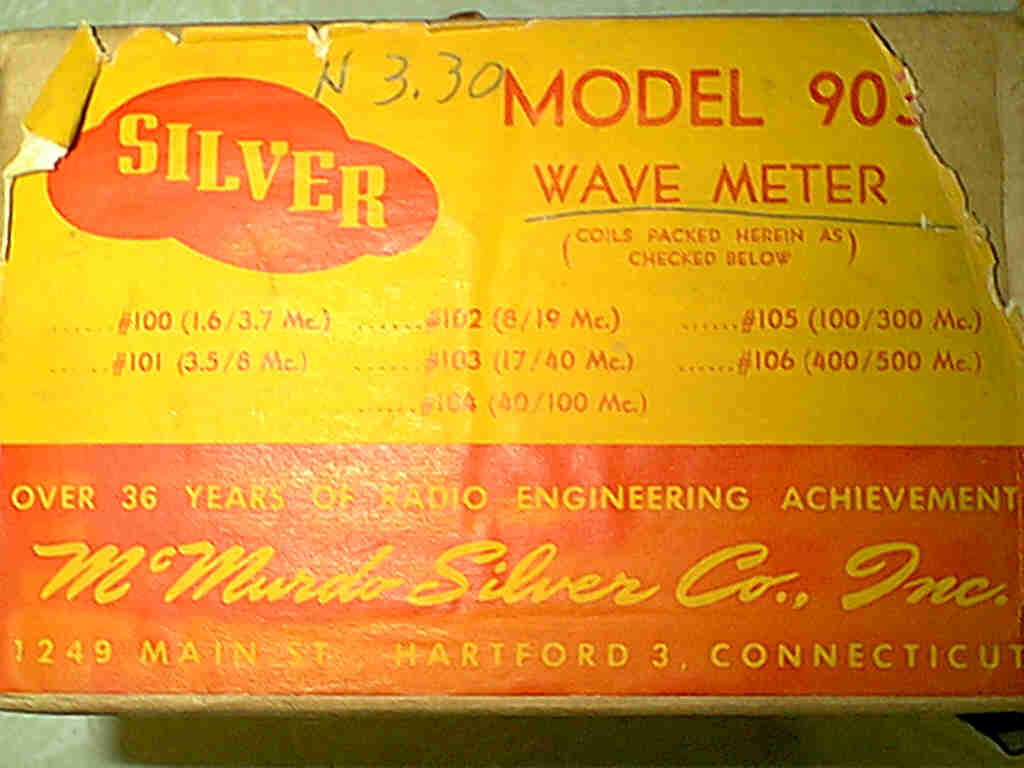 N 3.30
SILVER
MODEL 903
WAVE METER
(COILS PACKED HEREIN AS CHECKED BELOW)
......#100 (1.6/3.7 Mc.) ......#102 (8/19 Mc.) ......#105 (100/300 Mc.)
......#101 (3.5/8 Mc.) ......#103 (17/40 Mc.) ......#106 (400/500 Mc.)
......#104 (40/100 Mc.)
OVER 36 YEARS OF RADIO ENGINEERING ACHIEVEMENT
McMurdo Silver Co., Inc.
1249 MAIN ST., HARTFORD 3, CONNECTICUT